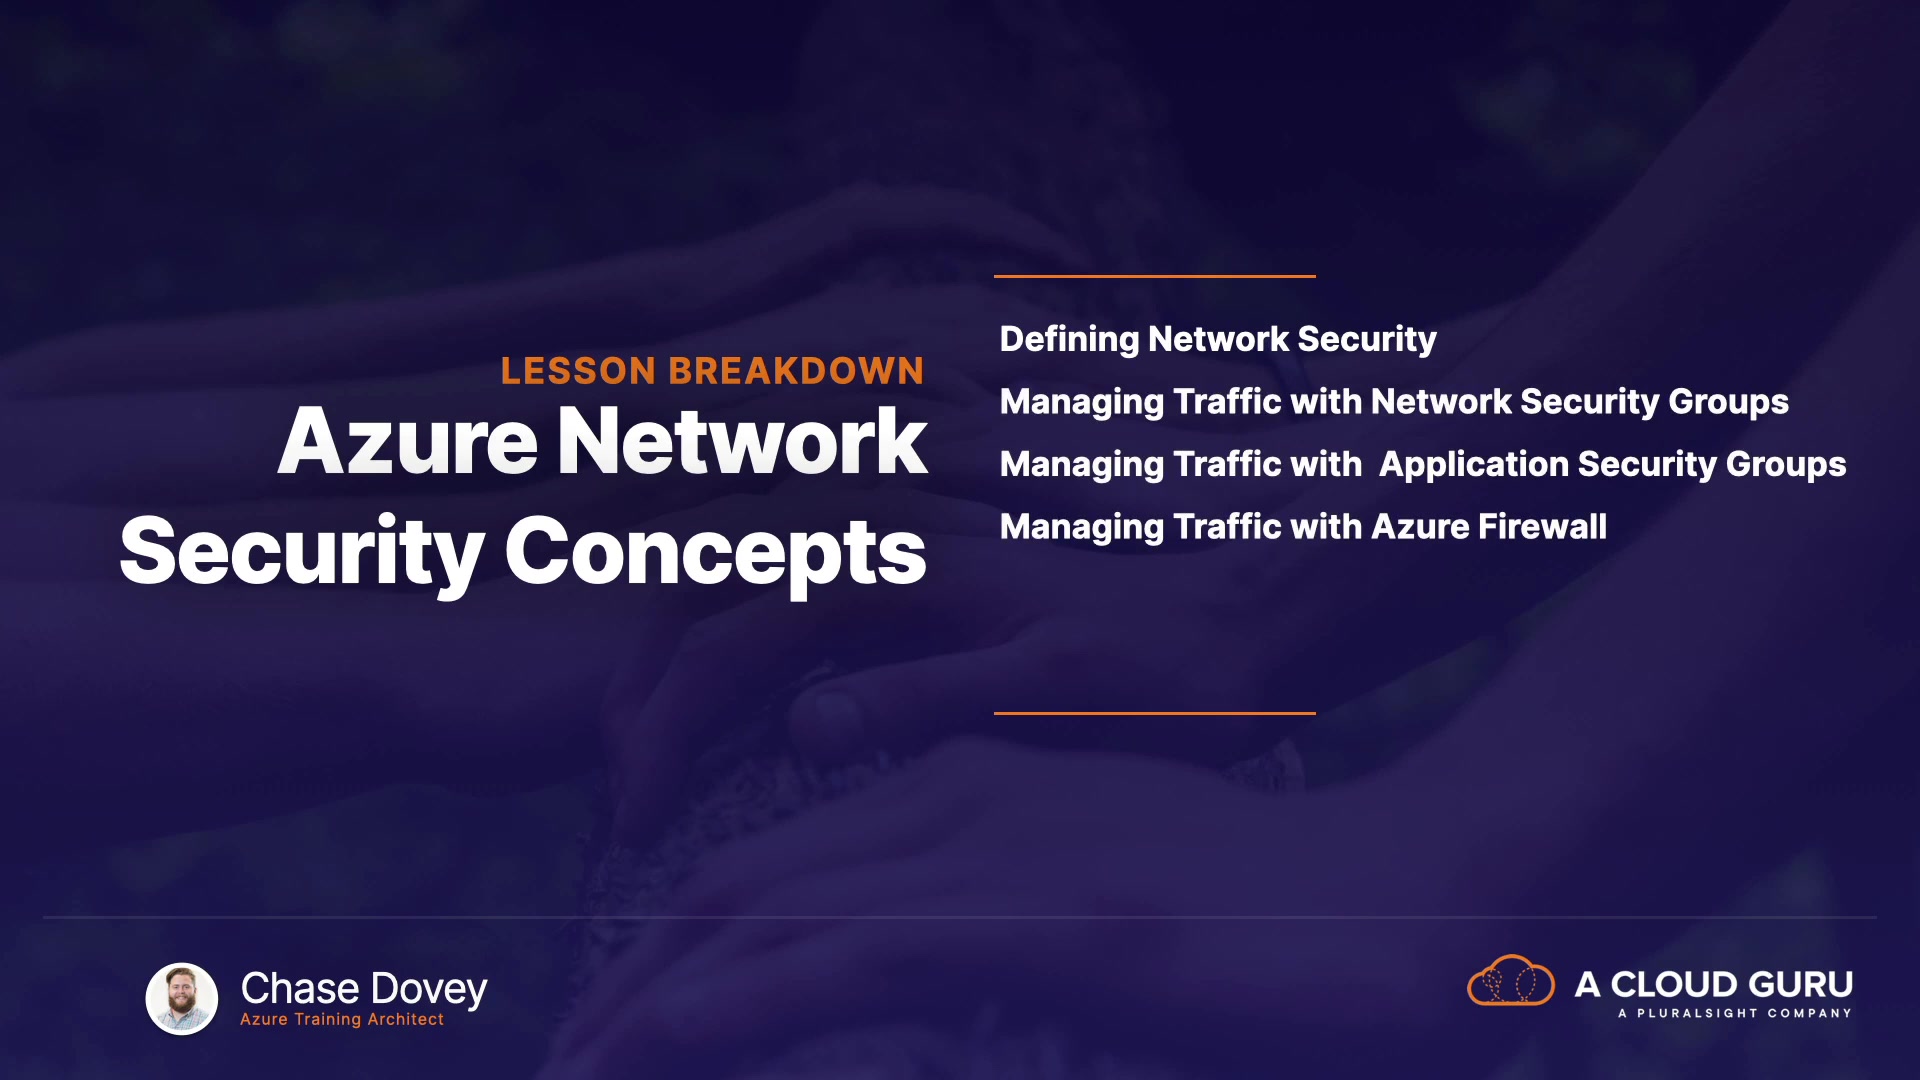 LESSON BREAKDOWN
Azure Network
Security Concepts
Defining Network Security
Managing Traffic with Network Security Groups
Managing Traffic with  Application Security Groups
Managing Traffic with Azure Firewall
Chase Dovey
Azure Training Architect
A CLOUD GURU
A PLURALSIGHT COMPANY